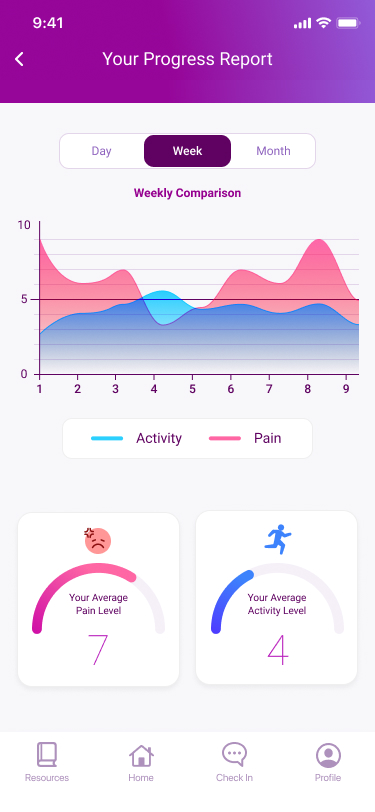 9:41
Your Progress Report
Day Week Month
Weekly Comparison
10
5
0
1 2 3 4 5 6 7 8 9
Activity Pain
Your Average
Pain Level
7
Your Average
Activity Level
4
Resources Home Check In Profile